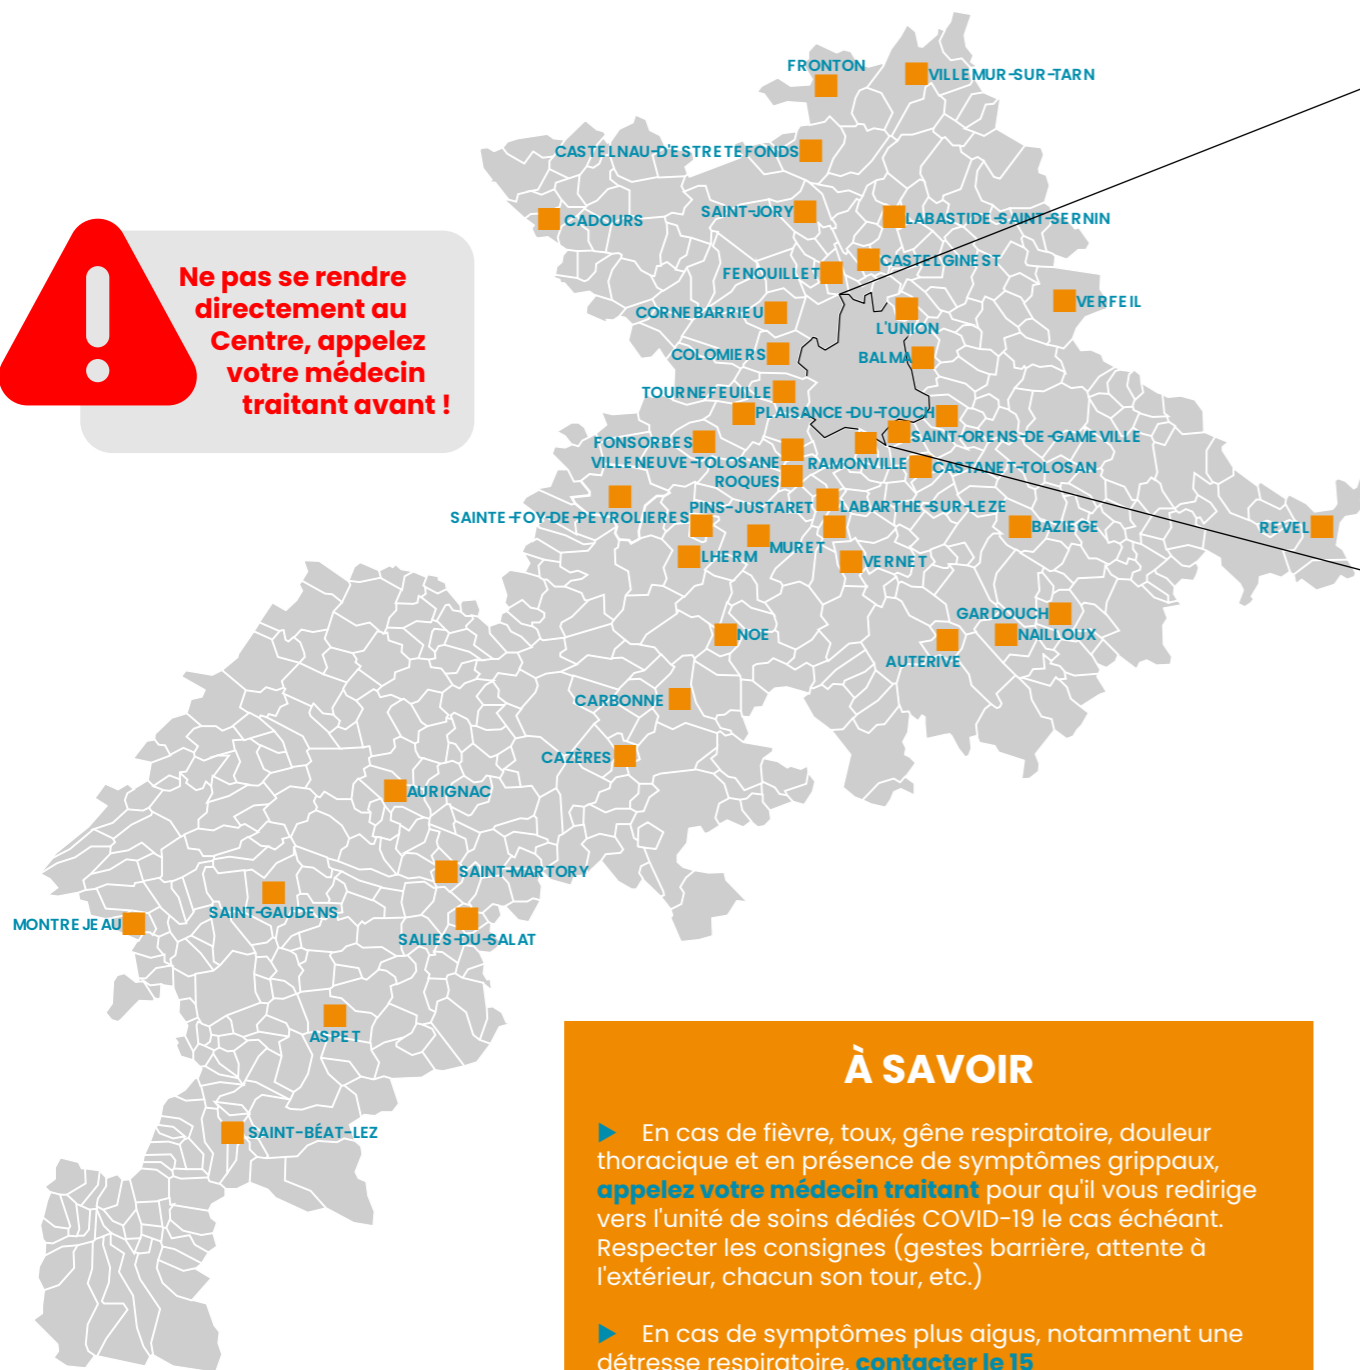 FRONTON
VILLEMUR-SUR-TARN
CASTELNAU-D'ESTRETEFONDS
CADOURS
SAINT-JORY
LABASTIDE-SAINT-SERNIN
CASTELGINEST
FENOUILLET
VERFEIL
CORNEBARRIEU
L'UNION
COLOMIERS
BALMA
TOURNEFEUILLE
PLAISANCE-DU-TOUCH
SAINT-ORENS-DE-GAMEVILLE
FONSORBES
VILLENEUVE-TOLOSANE
RAMONVILLE
CASTANET-TOLOSAN
ROQUES
PINS-JUSTARET
LABARTHE-SUR-LEZE
SAINTE-FOY-DE-PEYROLIERES
BAZIEGE
REVEL
MURET
LHERM
VERNET
GARDOUCH
NOE
NAILLOUX
AUTERIVE
CARBONNE
CAZÈRES
AURIGNAC
SAINT-MARTORY
SAINT-GAUDENS
MONTREJEAU
SALIES-DU-SALAT
ASPET
SAINT-BÉAT-LEZ
Ne pas se rendre
directement au
Centre, appelez
votre médecin
traitant avant !
À SAVOIR
En cas de fièvre, toux, gêne respiratoire, douleur
thoracique et en présence de symptômes grippaux,
appelez votre médecin traitant pour qu'il vous redirige
vers l'unité de soins dédiés COVID-19 le cas échéant.
Respecter les consignes (gestes barrière, attente à
l'extérieur, chacun son tour, etc.)
En cas de symptômes plus aigus, notamment une
détresse respiratoire, contacter le 15